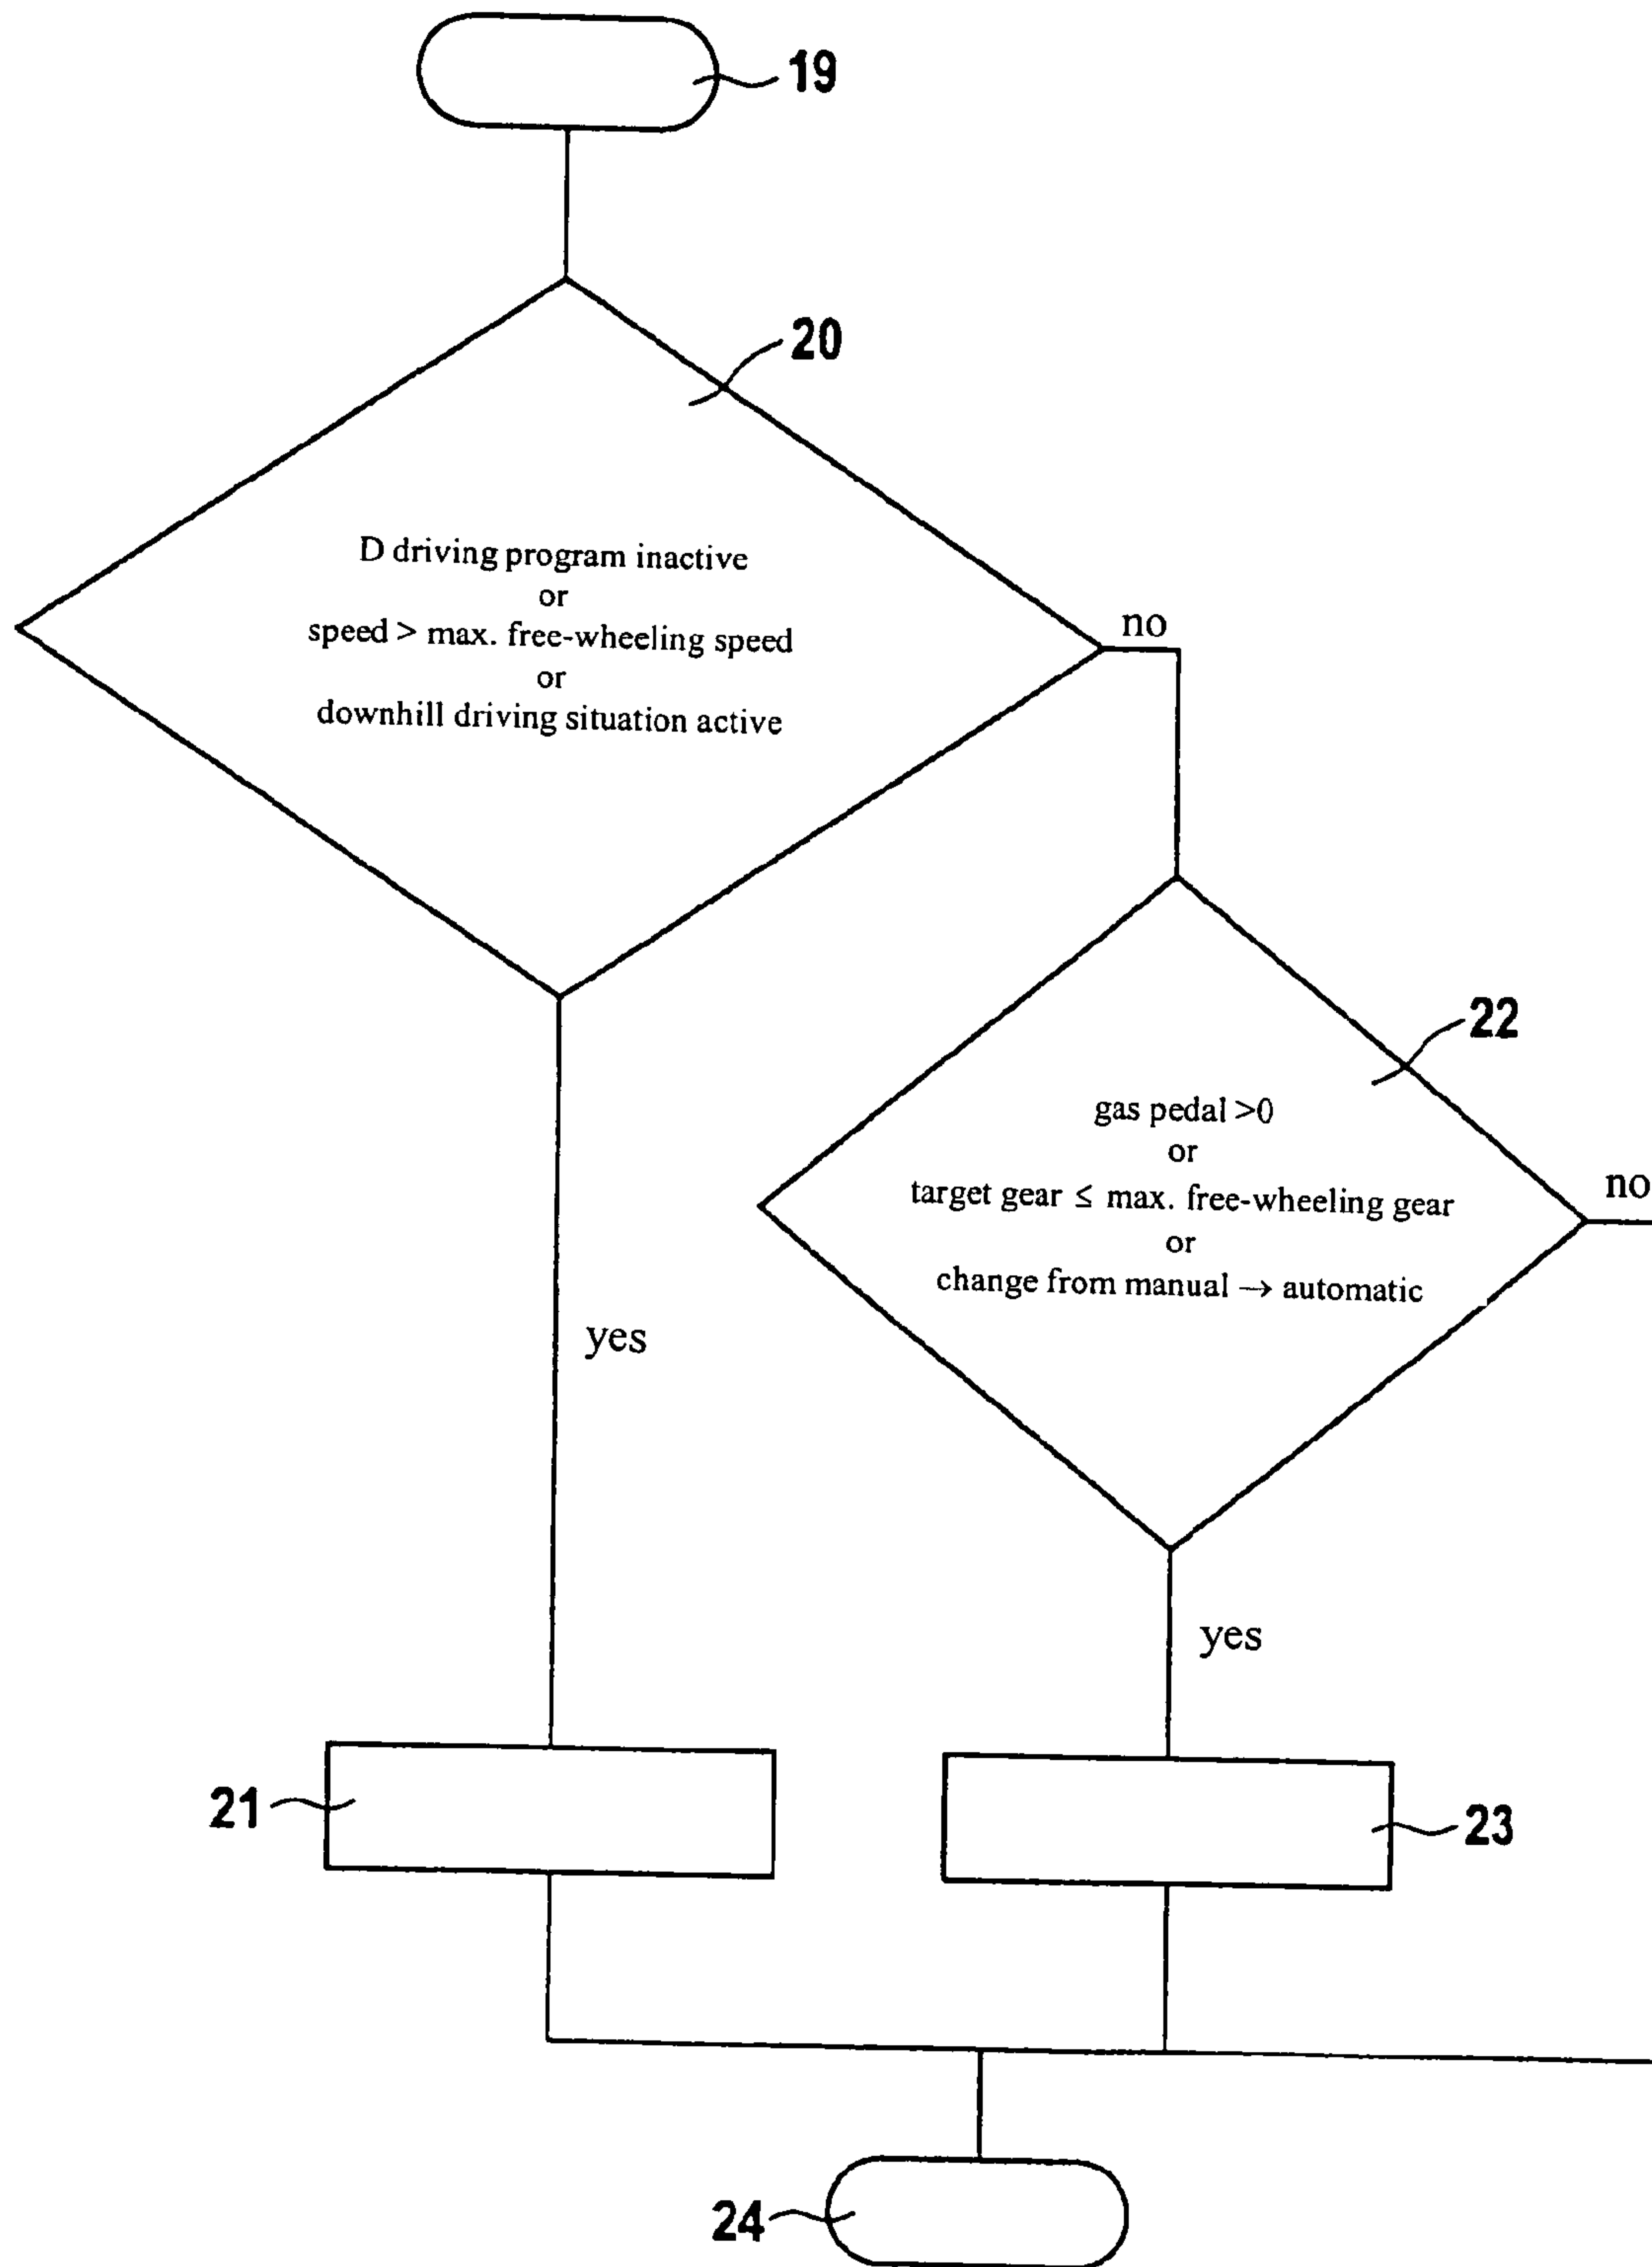 19
20
D driving program inactive
or
speed > max. free-wheeling speed
or
downhill driving situation active
no
22
gas pedal >0
or
target gear ≤ max. free-wheeling gear
or
change from manual → automatic
no
yes
yes
21
23
24